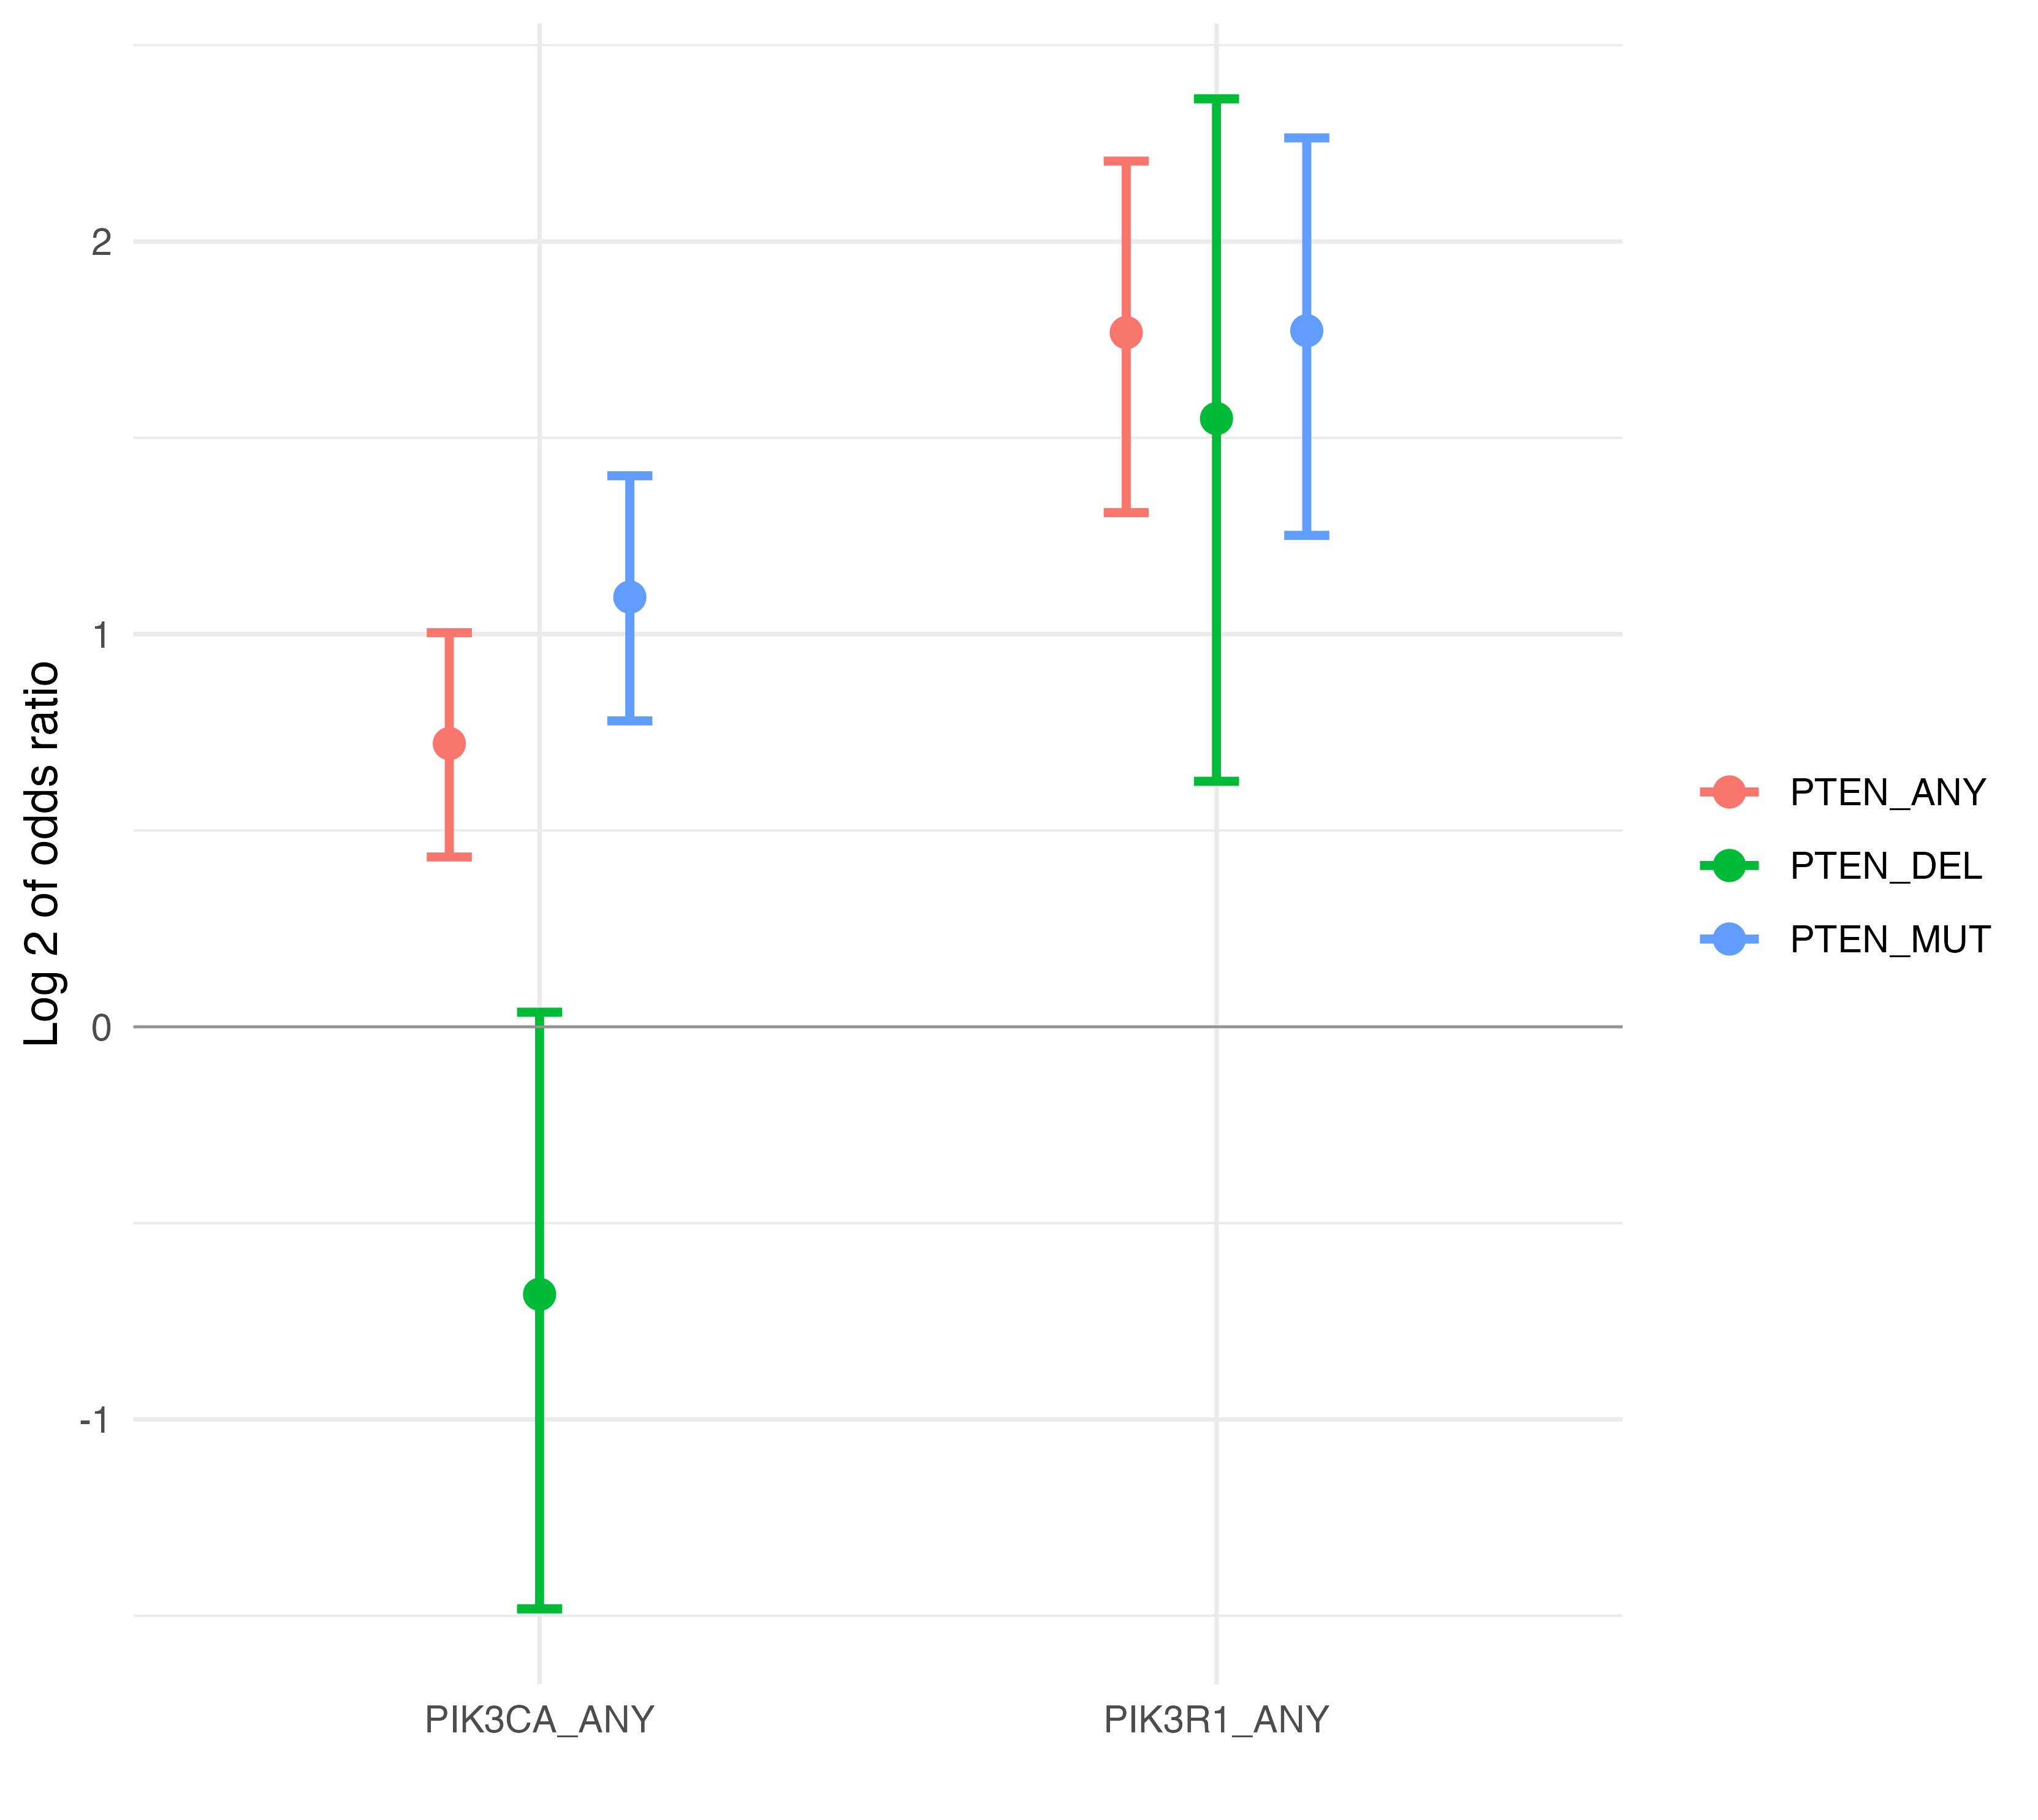 Log 2 of odds ratio
2
1
0
-1
PIK3CA_ANY
PIK3R1_ANY
PTEN_ANY
PTEN_DEL
PTEN_MUT